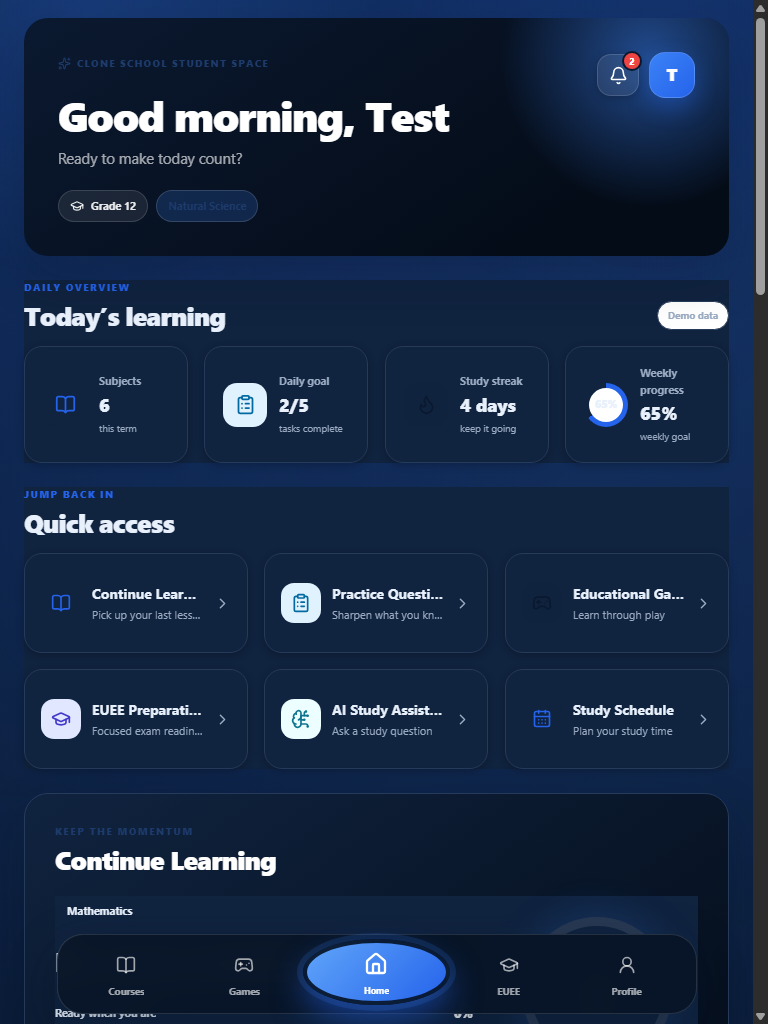 CLONE SCHOOL STUDENT SPACE
2
T
Good morning, Test
Ready to make today count?
Grade 12
Natural Science
DAILY OVERVIEW
Today's learning
Demo data
Subjects
6
this term
Daily goal
2/5
tasks complete
Study streak
4 days
keep it going
65%
Weekly
progress
65%
weekly goal
JUMP BACK IN
Quick access
Continue Lear...
Pick up your last less...
Practice Questi...
Sharpen what you kn...
Educational Ga...
Learn through play
EUEE Preparati...
Focused exam readin...
AI Study Assist...
Ask a study question
Study Schedule
Plan your study time
KEEP THE MOMENTUM
Continue Learning
Mathematics
Courses
Games
Home
EUEE
Profile
Ready when you are
0%